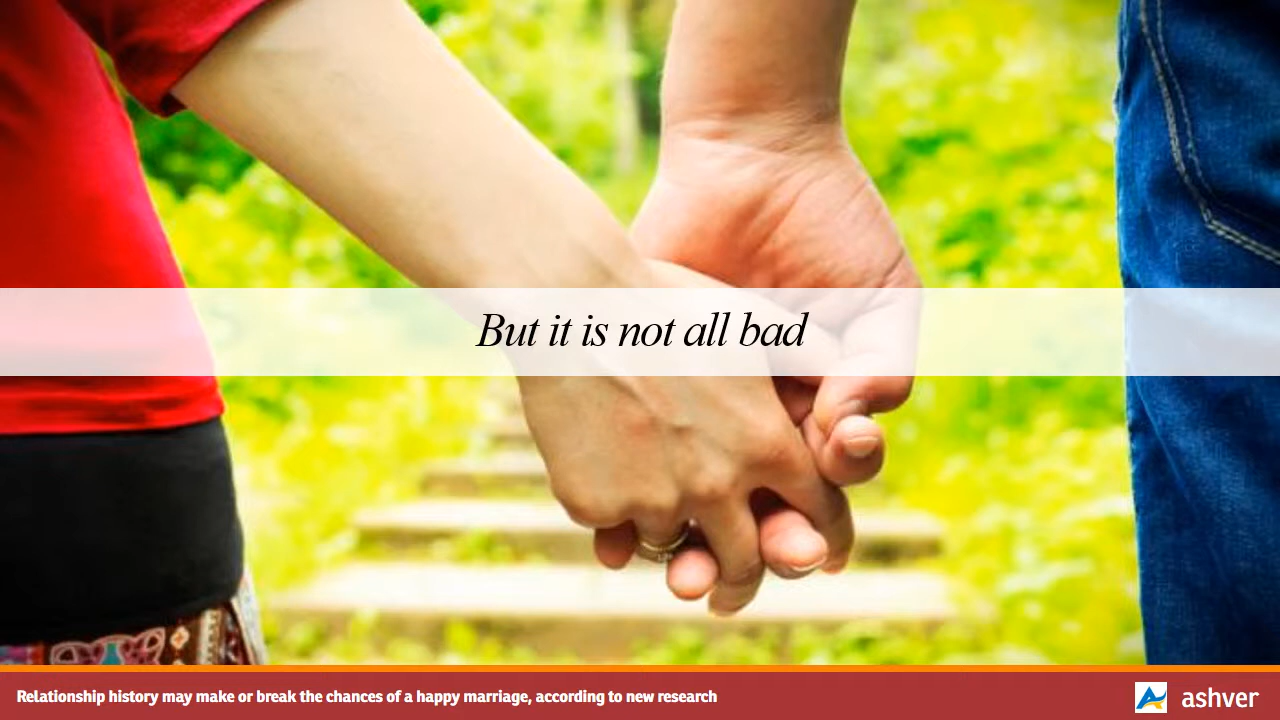 But it is not all bad
Relationship history may make or break the chances of a happy marriage, according to new research
ashver